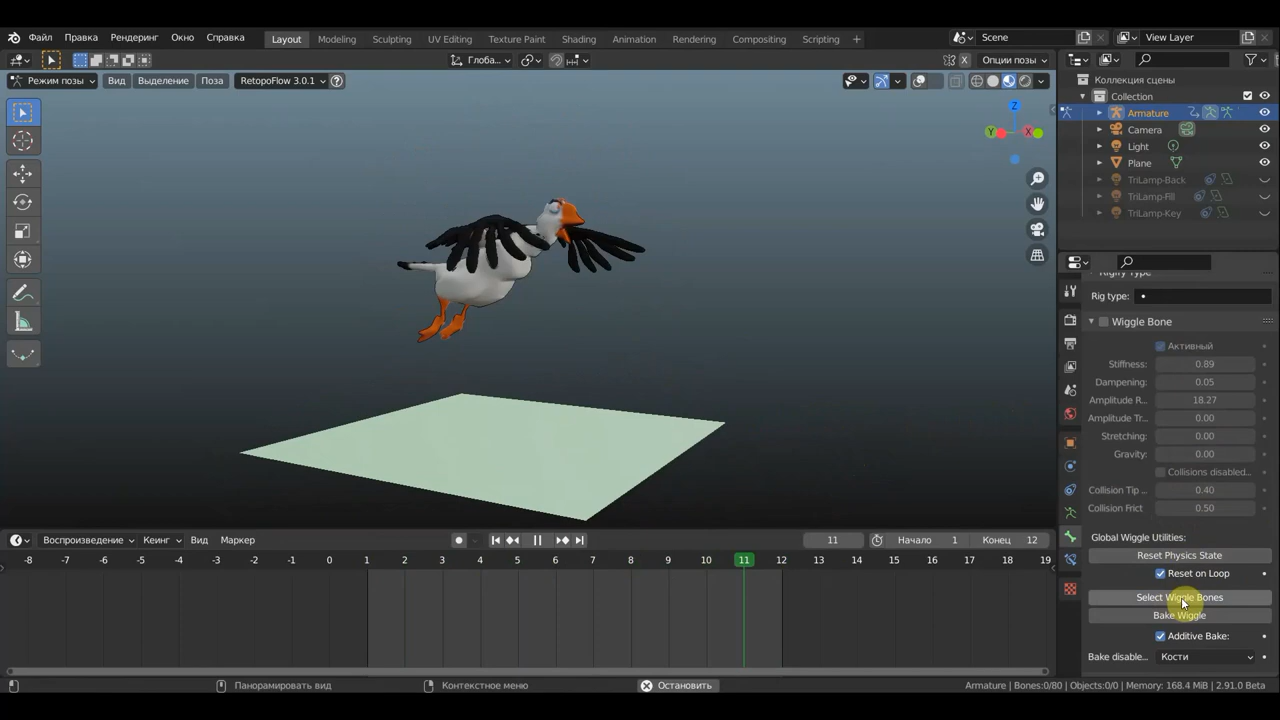 Файл Правка Рендеринг Окно Справка Layout Modeling Sculpting UV Editing Texture Paint Shading Animation Rendering Compositing Scripting + Scene View Layer
Глоба... X Опции позы
Режим позы Вид Выделение Поза RetopoFlow 3.0.1 ?
Коллекция сцены
Collection
Armature
Camera
Light
Plane
TriLamp-Back
TriLamp-Fill
TriLamp-Key
Z
Y X
Rigify Type
Rig type: •
Wiggle Bone
Активный
Stiffness: 0.89
Dampening: 0.05
Amplitude R... 18.27
Amplitude Tr... 0.00
Stretching: 0.00
Gravity: 0.00
Collisions disabled...
Collision Tip ... 0.40
Collision Frict 0.50
Global Wiggle Utilities:
Reset Physics State
Reset on Loop
Select Wiggle Bones
Bake Wiggle
Additive Bake:
Bake disable... Кости
Воспроизведение Кеинг Вид Маркер 11 Начало 1 Конец 12
-8 -7 -6 -5 -4 -3 -2 -1 0 1 2 3 4 5 6 7 8 9 10 11 12 13 14 15 16 17 18 19
Панорамировать вид Контекстное меню Остановить Armature | Bones:0/80 | Objects:0/0 | Memory: 168.4 MiB | 2.91.0 Beta